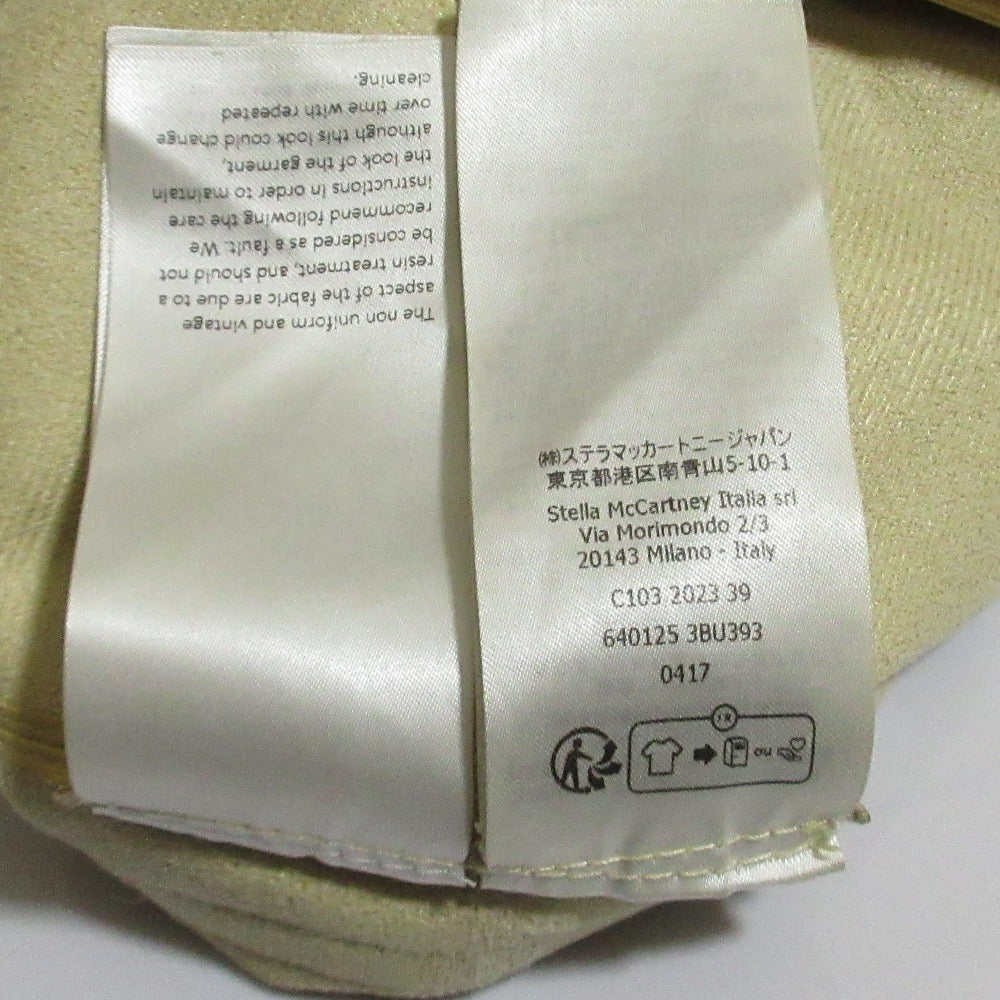 The non uniform and vintage
aspect of the fabric are due to a
resin treatment, and should not
be considered as a fault. We
recommend following the care
instructions in order to maintain
the look of the garment,
although this look could change
over time with repeated
cleaning.
㈱ステラマッカートニージャパン
東京都港区南青山5-10-1
Stella McCartney Italia srl
Via Morimondo 2/3
20143 Milano - Italy
C103 2023 39
640125 3BU393
0417
FR
ou